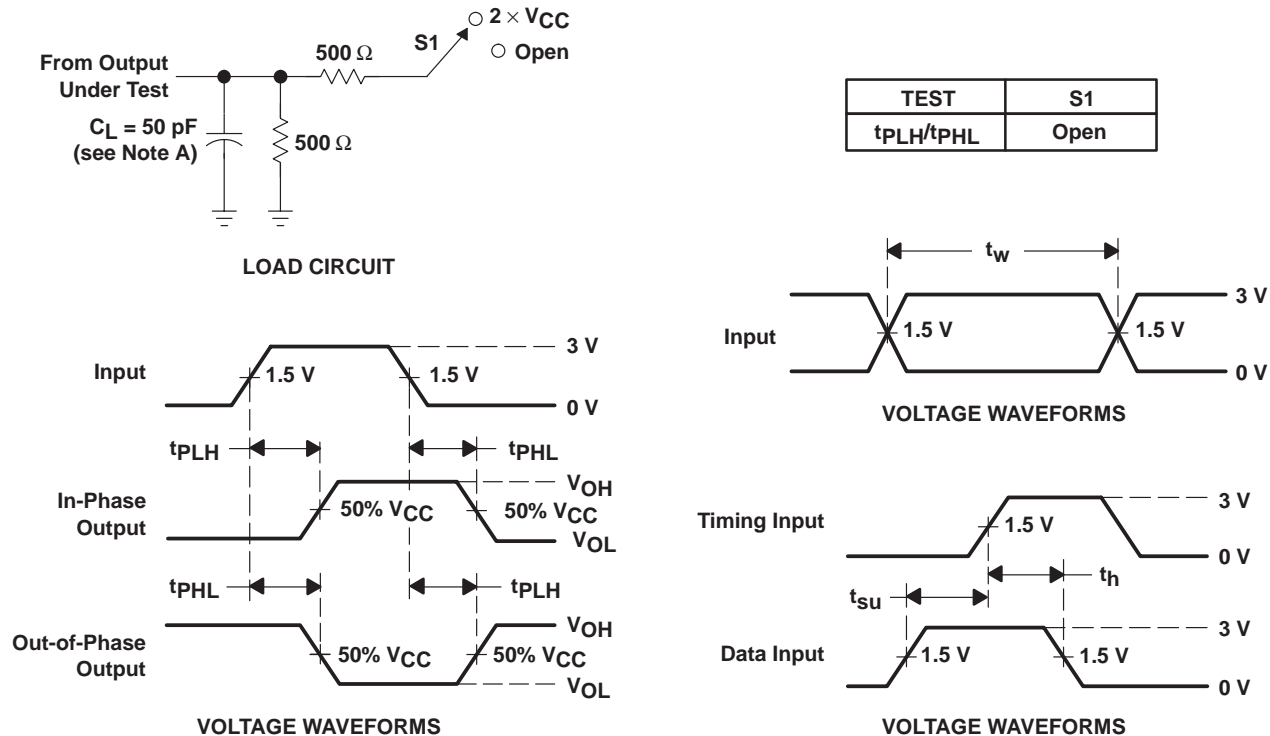 2 × VCC
S1
Open
500 Ω
From Output
Under Test
CL = 50 pF
(see Note A)
500 Ω
LOAD CIRCUIT
TEST S1
tPLH/tPHL Open
tw
3 V
Input
1.5 V
1.5 V
0 V
VOLTAGE WAVEFORMS
3 V
Input
1.5 V
1.5 V
0 V
tPLH
tPHL
VOH
In-Phase
Output
50% VCC
50% VCC
VOL
tPHL
tPLH
VOH
Out-of-Phase
Output
50% VCC
50% VCC
VOL
VOLTAGE WAVEFORMS
3 V
Timing Input
1.5 V
0 V
th
tsu
3 V
Data Input
1.5 V
1.5 V
0 V
VOLTAGE WAVEFORMS